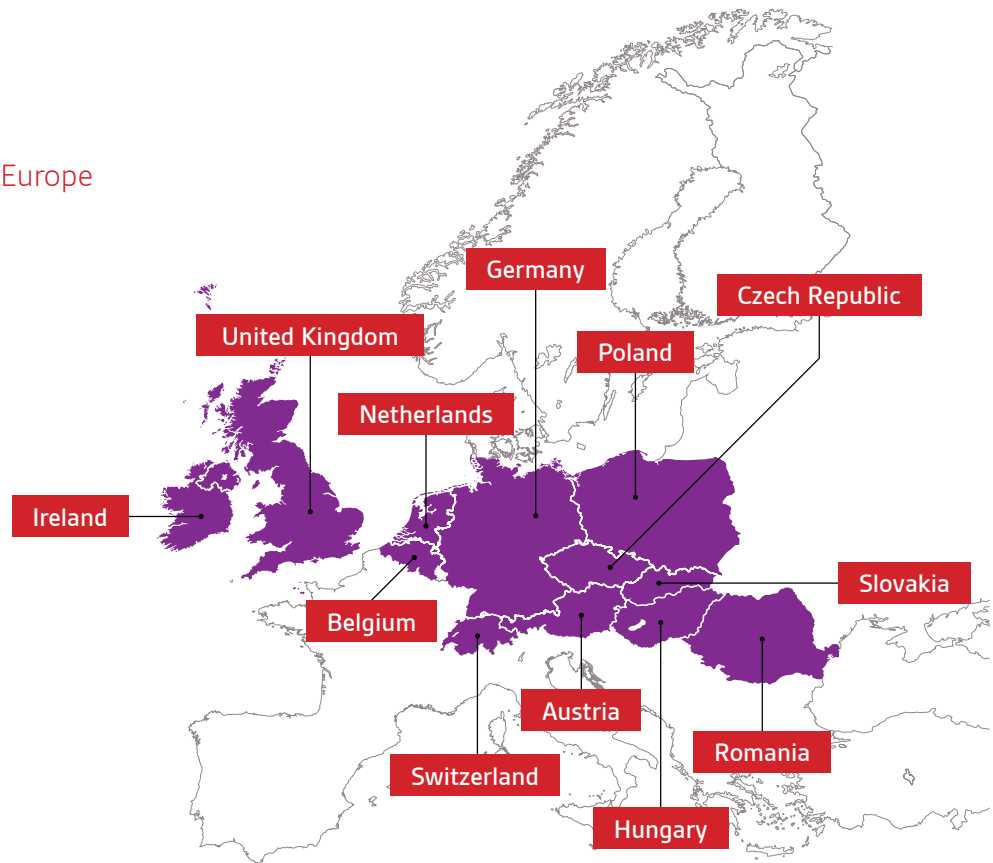 Europe
Germany
Czech Republic
United Kingdom
Poland
Netherlands
Ireland
Slovakia
Belgium
Austria
Romania
Switzerland
Hungary